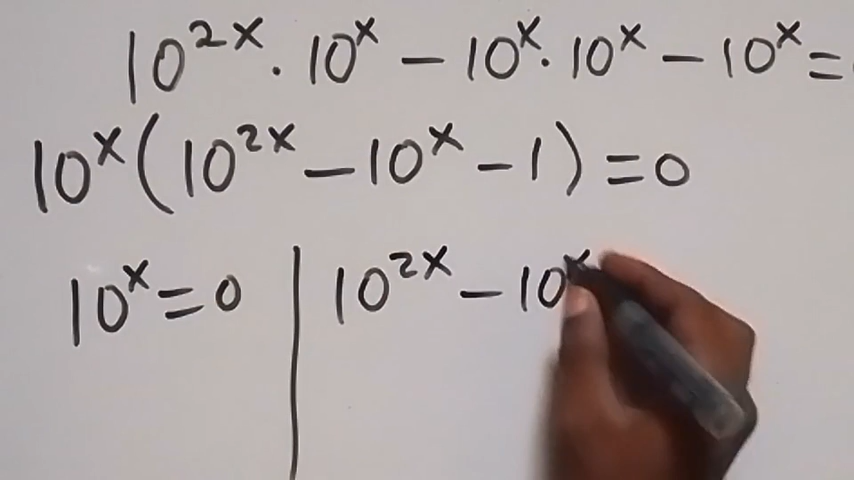 10^{2x} · 10^x − 10^x · 10^x − 10^x =
10^x (10^{2x} − 10^x − 1) = 0
10^x = 0 | 10^{2x} − 10^x